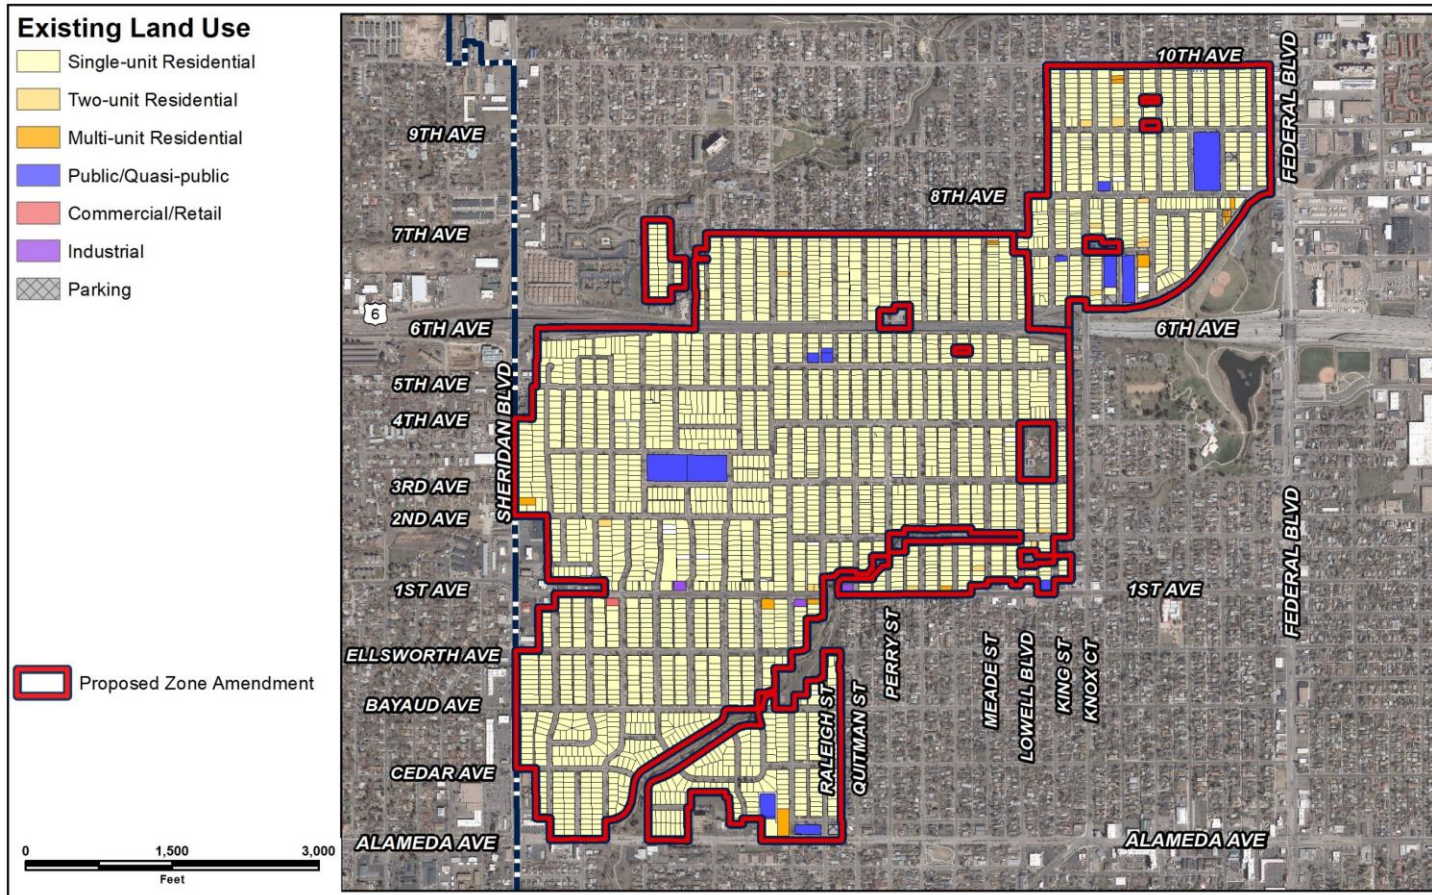 Existing Land Use
Single-unit Residential
Two-unit Residential
Multi-unit Residential
Public/Quasi-public
Commercial/Retail
Industrial
Parking
Proposed Zone Amendment
0 1,500 3,000
Feet
10TH AVE
FEDERAL BLVD
9TH AVE
8TH AVE
7TH AVE
6
6TH AVE
6TH AVE
5TH AVE
4TH AVE
SHERIDAN BLVD
3RD AVE
2ND AVE
FEDERAL BLVD
1ST AVE
1ST AVE
ELLSWORTH AVE
PERRY ST
MEADE ST
LOWELL BLVD
KING ST
KNOX CT
BAYAUD AVE
RALEIGH ST
QUITMAN ST
CEDAR AVE
ALAMEDA AVE
ALAMEDA AVE